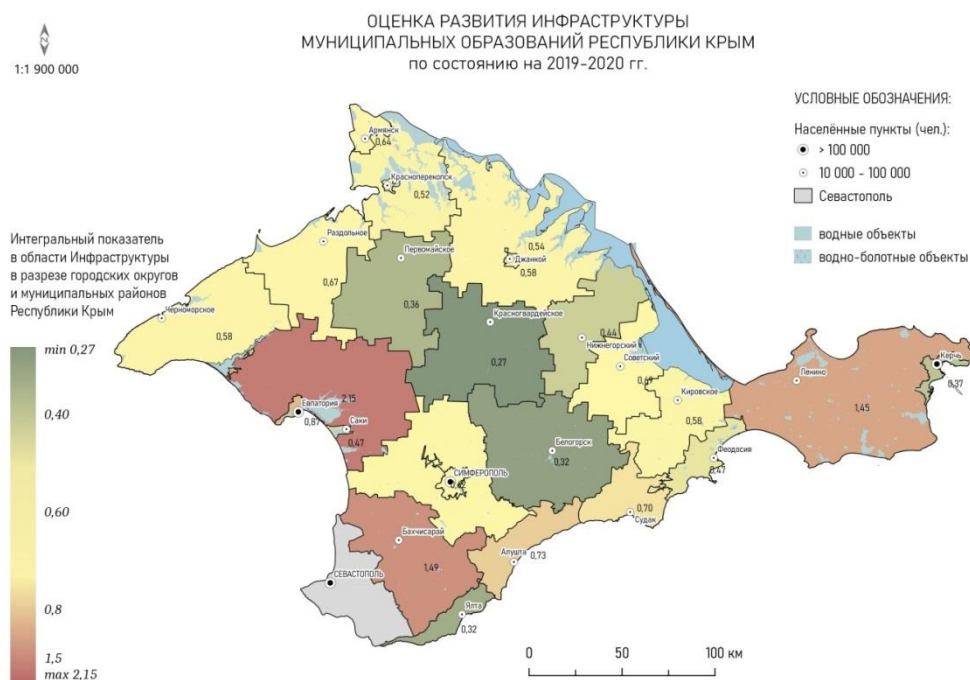 ОЦЕНКА РАЗВИТИЯ ИНФРАСТРУКТУРЫ
МУНИЦИПАЛЬНЫХ ОБРАЗОВАНИЙ РЕСПУБЛИКИ КРЫМ
по состоянию на 2019-2020 гг.
N
1:1 900 000
УСЛОВНЫЕ ОБОЗНАЧЕНИЯ:
Населённые пункты (чел.):
> 100 000
10 000 - 100 000
Севастополь
водные объекты
водно-болотные объекты
Интегральный показатель
в области Инфраструктуры
в разрезе городских округов
и муниципальных районов
Республики Крым
min 0,27
0,40
0,60
0,8
1,5
max 2,15
Армянск
0,64
Красноперекопск
0,52
Раздольное
0,67
Первомайское
0,36
0,54
Джанкой
0,58
Черноморское
0,58
Красногвардейское
0,27
0,44
Нижнегорский
Советский
Кировское
0,58
Ленино
1,45
Керчь
0,37
Евпатория
0,87
2,15
Саки
0,47
СИМФЕРОПОЛЬ
Белогорск
0,32
Феодосия
0,47
Судак
0,70
Алушта
0,73
Бахчисарай
1,49
СЕВАСТОПОЛЬ
Ялта
0,32
0
50
100 км